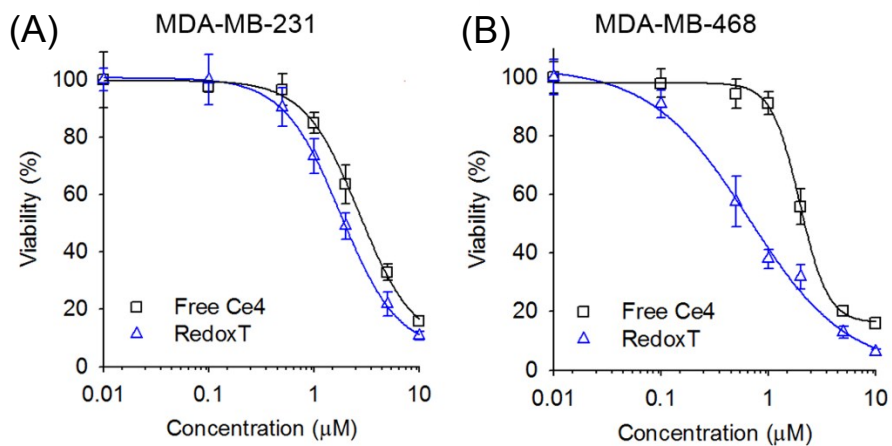 (A)
MDA-MB-231
Viability (%)
100
80
60
40
20
0
Free Ce4
RedoxT
0.01 0.1 1 10
Concentration (μM)
(B)
MDA-MB-468
Viability (%)
100
80
60
40
20
0
Free Ce4
RedoxT
0.01 0.1 1 10
Concentration (μM)